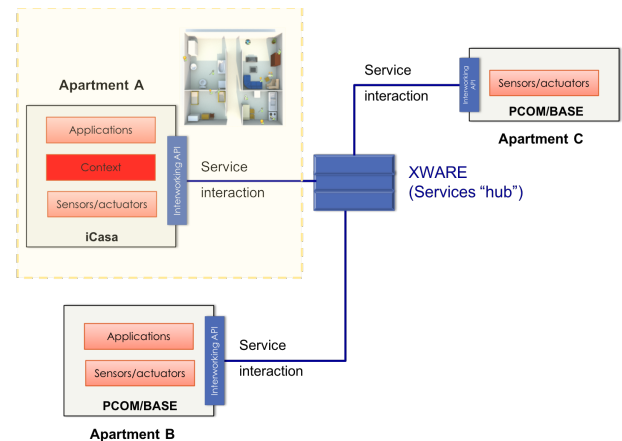 Apartment A
Applications
Context
Sensors/actuators
iCasa
Interworking API
Service
interaction
Service
interaction
Interworking
API
Sensors/actuators
PCOM/BASE
Apartment C
XWARE
(Services “hub”)
Applications
Sensors/actuators
PCOM/BASE
Interworking API
Service
interaction
Apartment B